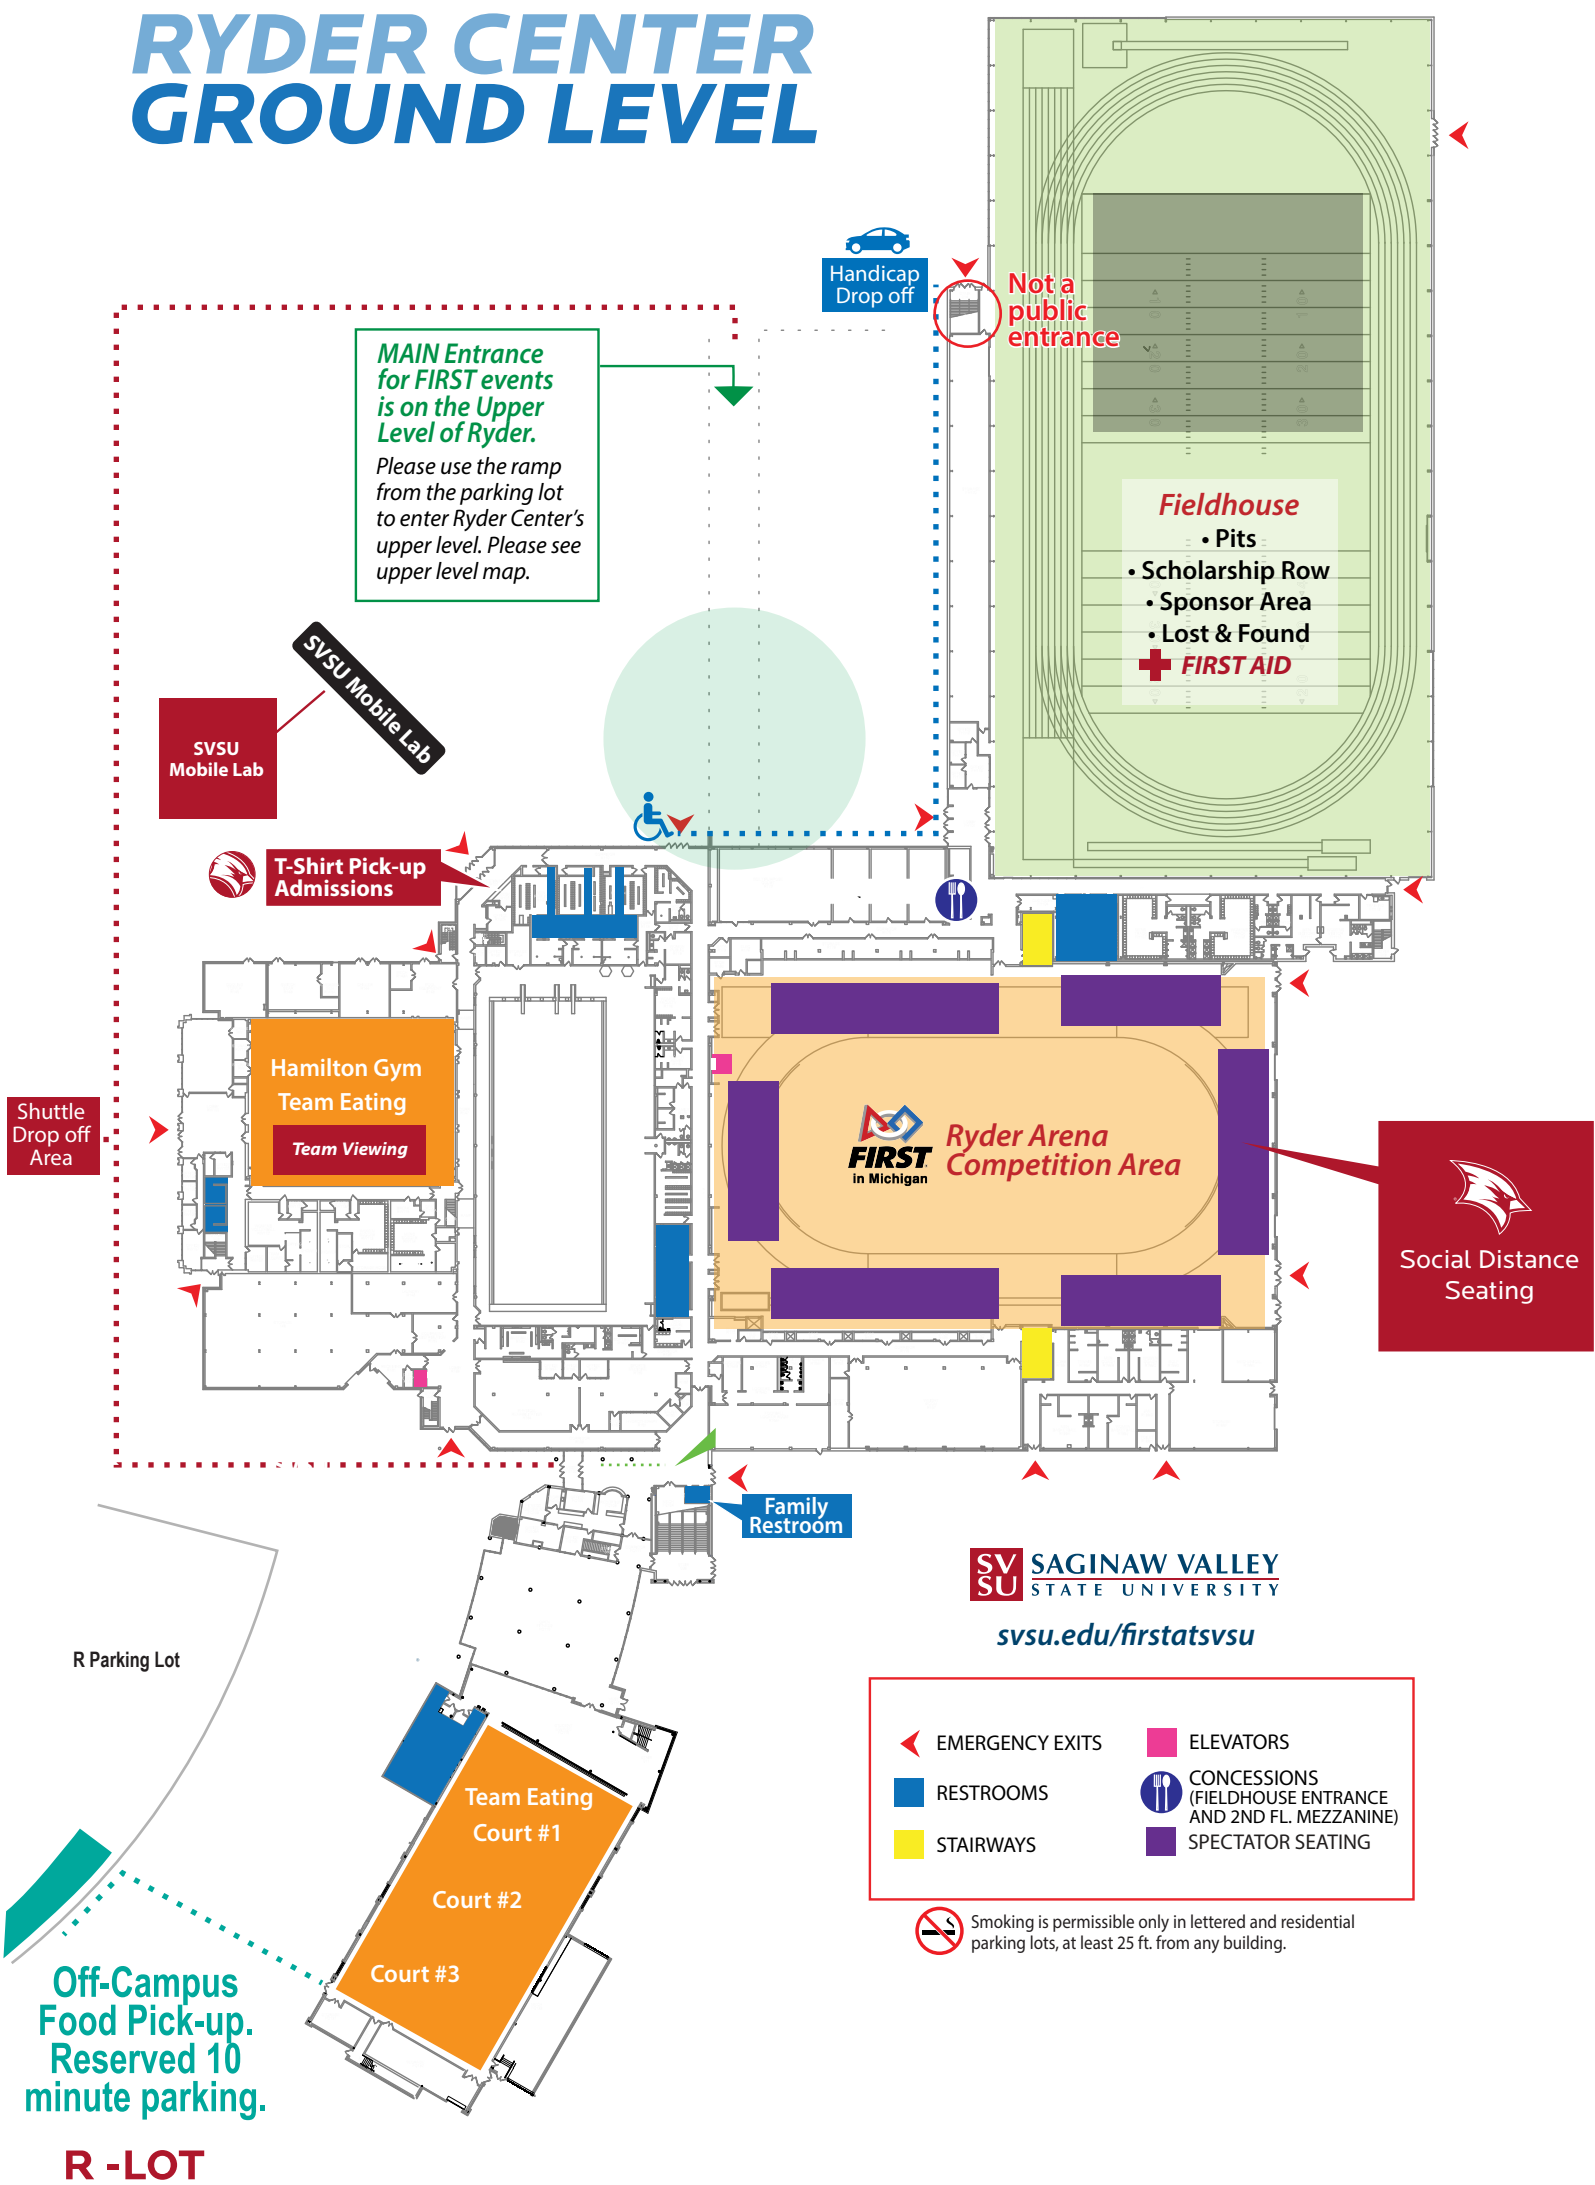 RYDER CENTER
GROUND LEVEL
Handicap
Drop off
Not a
public
entrance
MAIN Entrance
for FIRST events
is on the Upper
Level of Ryder.
Please use the ramp
from the parking lot
to enter Ryder Center's
upper level. Please see
upper level map.
Fieldhouse
• Pits
• Scholarship Row
• Sponsor Area
• Lost & Found
FIRST AID
SVSU Mobile Lab
SVSU
Mobile Lab
T-Shirt Pick-up
Admissions
Hamilton Gym
Team Eating
Team Viewing
Shuttle
Drop off
Area
FIRST
in Michigan
Ryder Arena
Competition Area
Social Distance
Seating
Family
Restroom
SV
SU
SAGINAW VALLEY
STATE UNIVERSITY
svsu.edu/firstatsvsu
R Parking Lot
EMERGENCY EXITS
RESTROOMS
STAIRWAYS
ELEVATORS
CONCESSIONS
(FIELDHOUSE ENTRANCE
AND 2ND FL. MEZZANINE)
SPECTATOR SEATING
Smoking is permissible only in lettered and residential
parking lots, at least 25 ft. from any building.
Team Eating
Court #1
Court #2
Court #3
Off-Campus
Food Pick-up.
Reserved 10
minute parking.
R -LOT